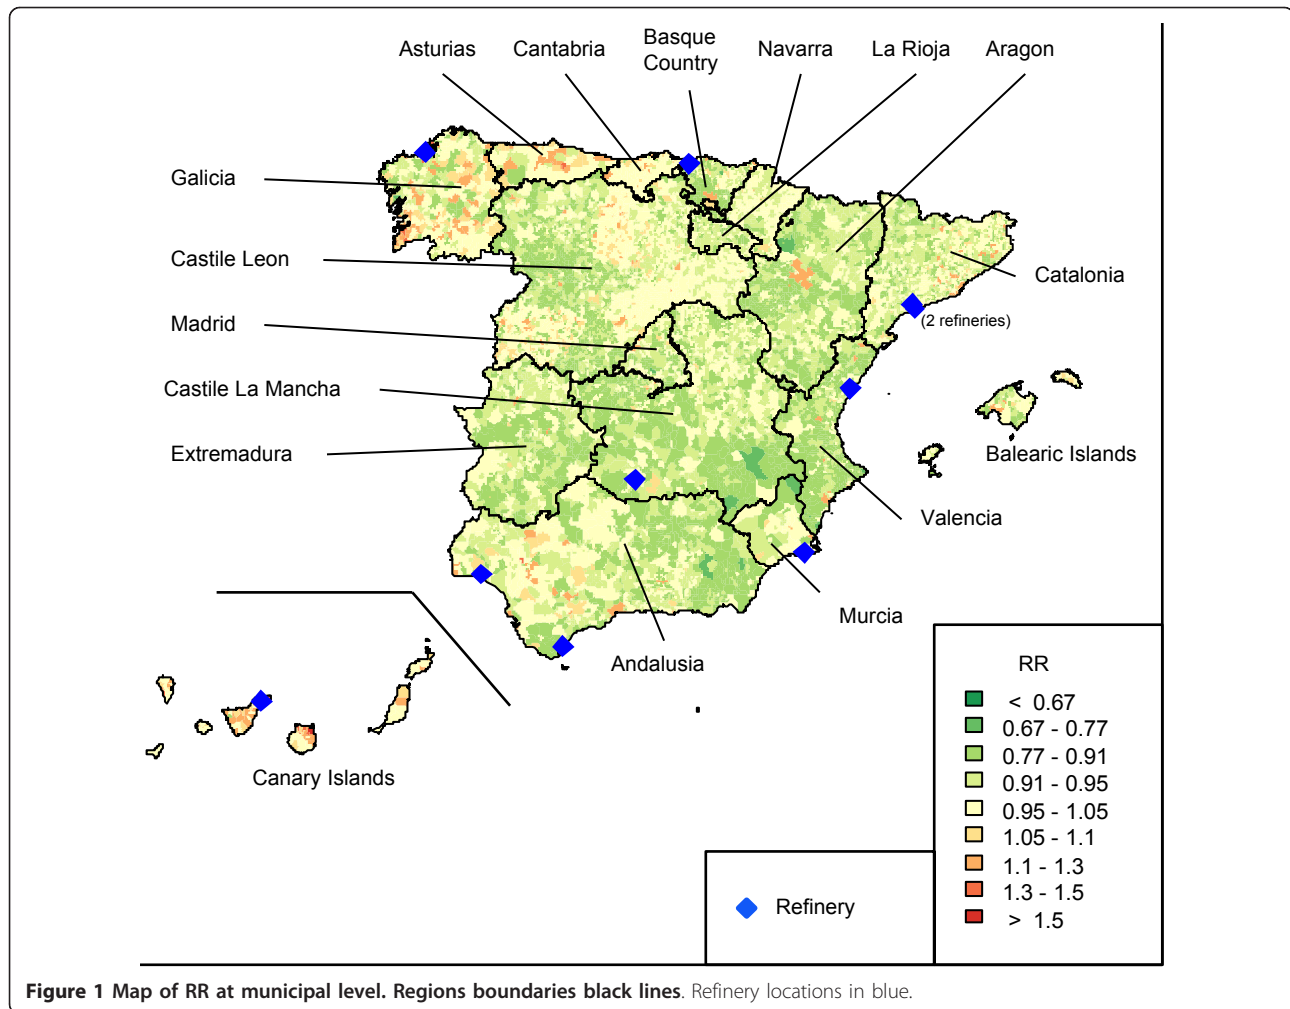 Asturias
Cantabria
Basque
Country
Navarra
La Rioja
Aragon
Galicia
Castile Leon
Madrid
Castile La Mancha
Extremadura
Catalonia
(2 refineries)
Balearic Islands
Valencia
Murcia
Andalusia
Canary Islands
RR
< 0.67
0.67 - 0.77
0.77 - 0.91
0.91 - 0.95
0.95 - 1.05
1.05 - 1.1
1.1 - 1.3
1.3 - 1.5
> 1.5
Refinery
Figure 1 Map of RR at municipal level. Regions boundaries black lines. Refinery locations in blue.